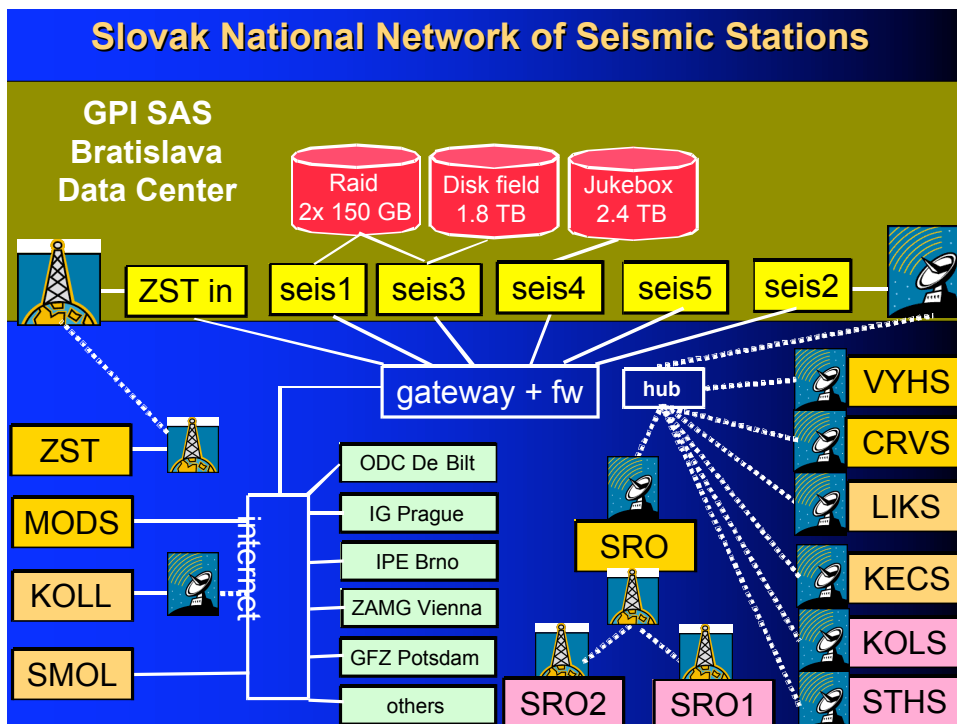 Slovak National Network of Seismic Stations
GPI SAS
Bratislava
Data Center
Raid
2x 150 GB
Disk field
1.8 TB
Jukebox
2.4 TB
ZST in
seis1
seis3
seis4
seis5
seis2
gateway + fw
hub
VYHS
CRVS
LIKS
KECS
KOLS
STHS
ZST
MODS
KOLL
SMOL
internet
ODC De Bilt
IG Prague
IPE Brno
ZAMG Vienna
GFZ Potsdam
others
SRO
SRO2
SRO1